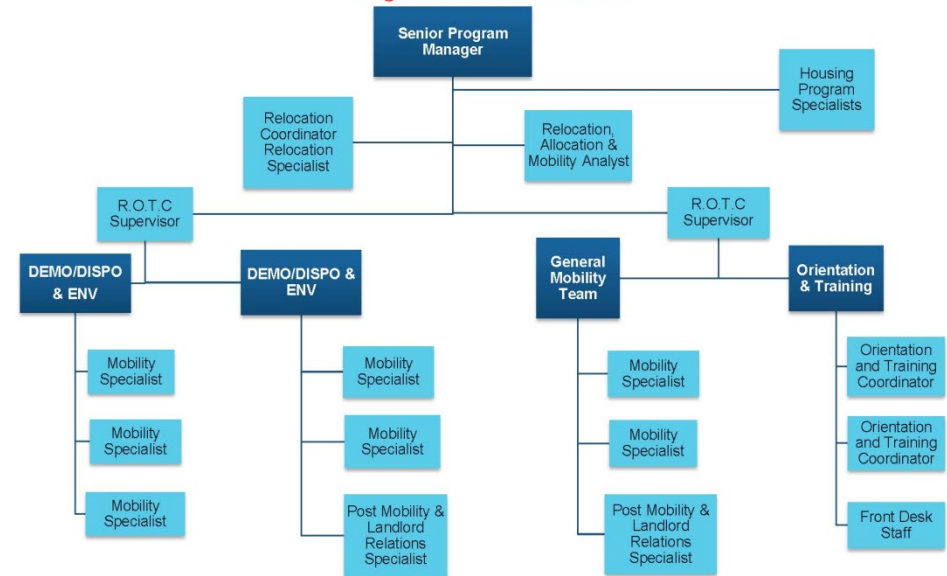 Senior Program
Manager
Housing
Program
Specialists
Relocation
Coordinator
Relocation
Specialist
Relocation,
Allocation &
Mobility Analyst
R.O.T.C
Supervisor
R.O.T.C
Supervisor
DEMO/DISPO
& ENV
DEMO/DISPO &
ENV
General
Mobility
Team
Orientation
& Training
Mobility
Specialist
Mobility
Specialist
Mobility
Specialist
Mobility
Specialist
Mobility
Specialist
Post Mobility &
Landlord
Relations
Specialist
Mobility
Specialist
Mobility
Specialist
Post Mobility &
Landlord
Relations
Specialist
Orientation
and Training
Coordinator
Orientation
and Training
Coordinator
Front Desk
Staff